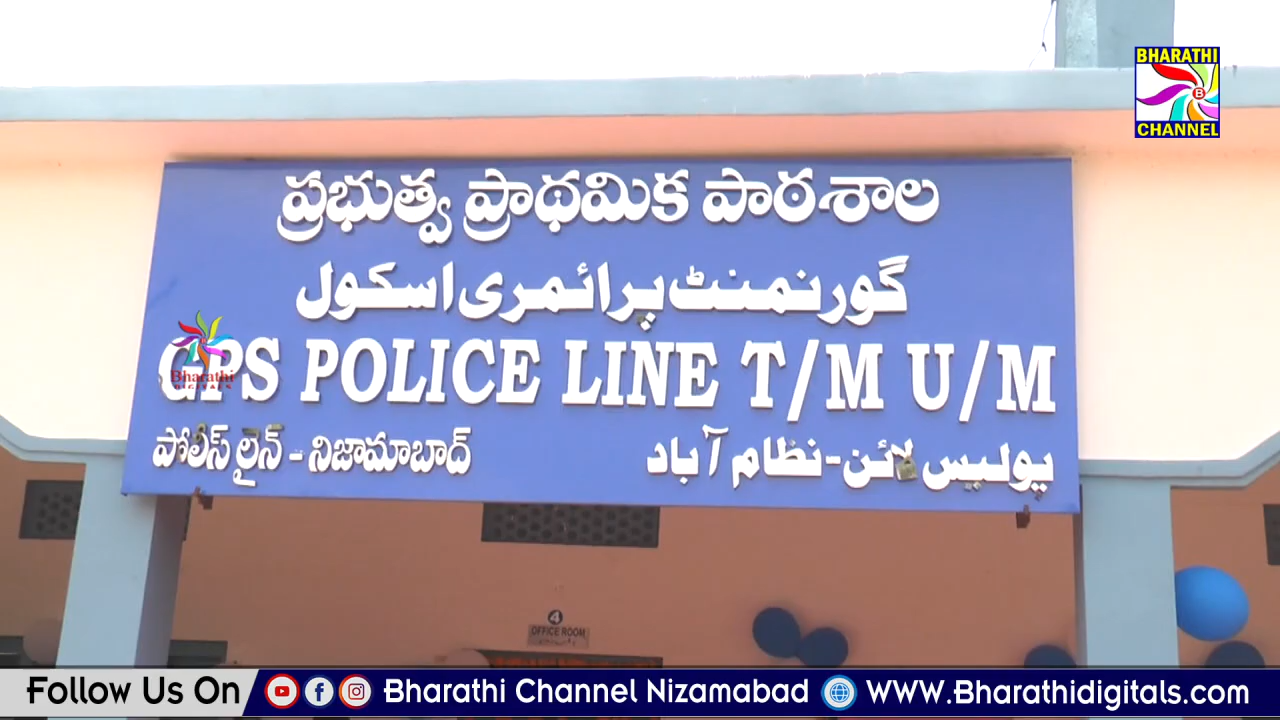 BHARATHI
CHANNEL
ప్రభుత్వ ప్రాథమిక పాఠశాల
گورنمنٹ پرائمری اسکول
GPS POLICE LINE T/M U/M
Bharathi
DIGITALS
పోలీస్ లైన్ - నిజామాబాద్
پولیس لائن - نظام آباد
4
OFFICE ROOM
Follow Us On Bharathi Channel Nizamabad WWW.Bharathidigitals.com